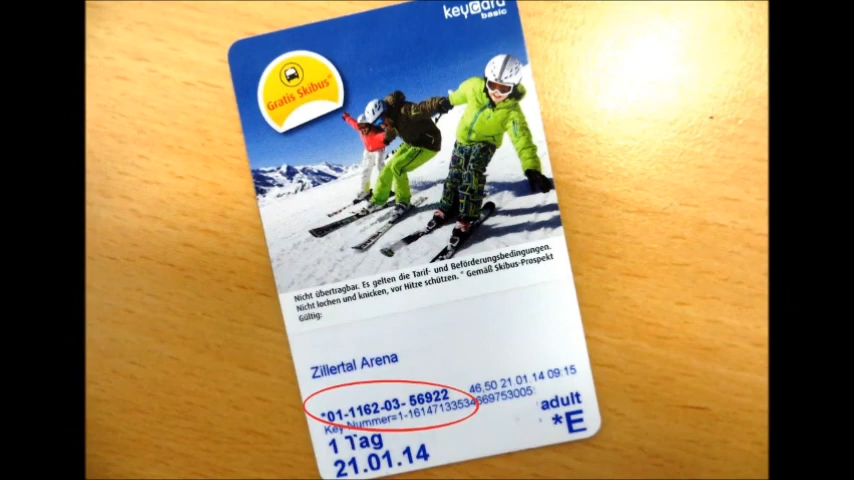 keycard
basic
Gratis Skibus*
Nicht übertragbar. Es gelten die Tarif- und Beförderungsbedingungen.
Nicht lochen und knicken, vor Hitze schützen. * Gemäß Skibus-Prospekt
Gültig:
Zillertal Arena
*01-1162-03- 56922 46,50 21.01.14 09:15
Key Nummer=1-16147133534669753005
1 Tag adult
21.01.14 *E